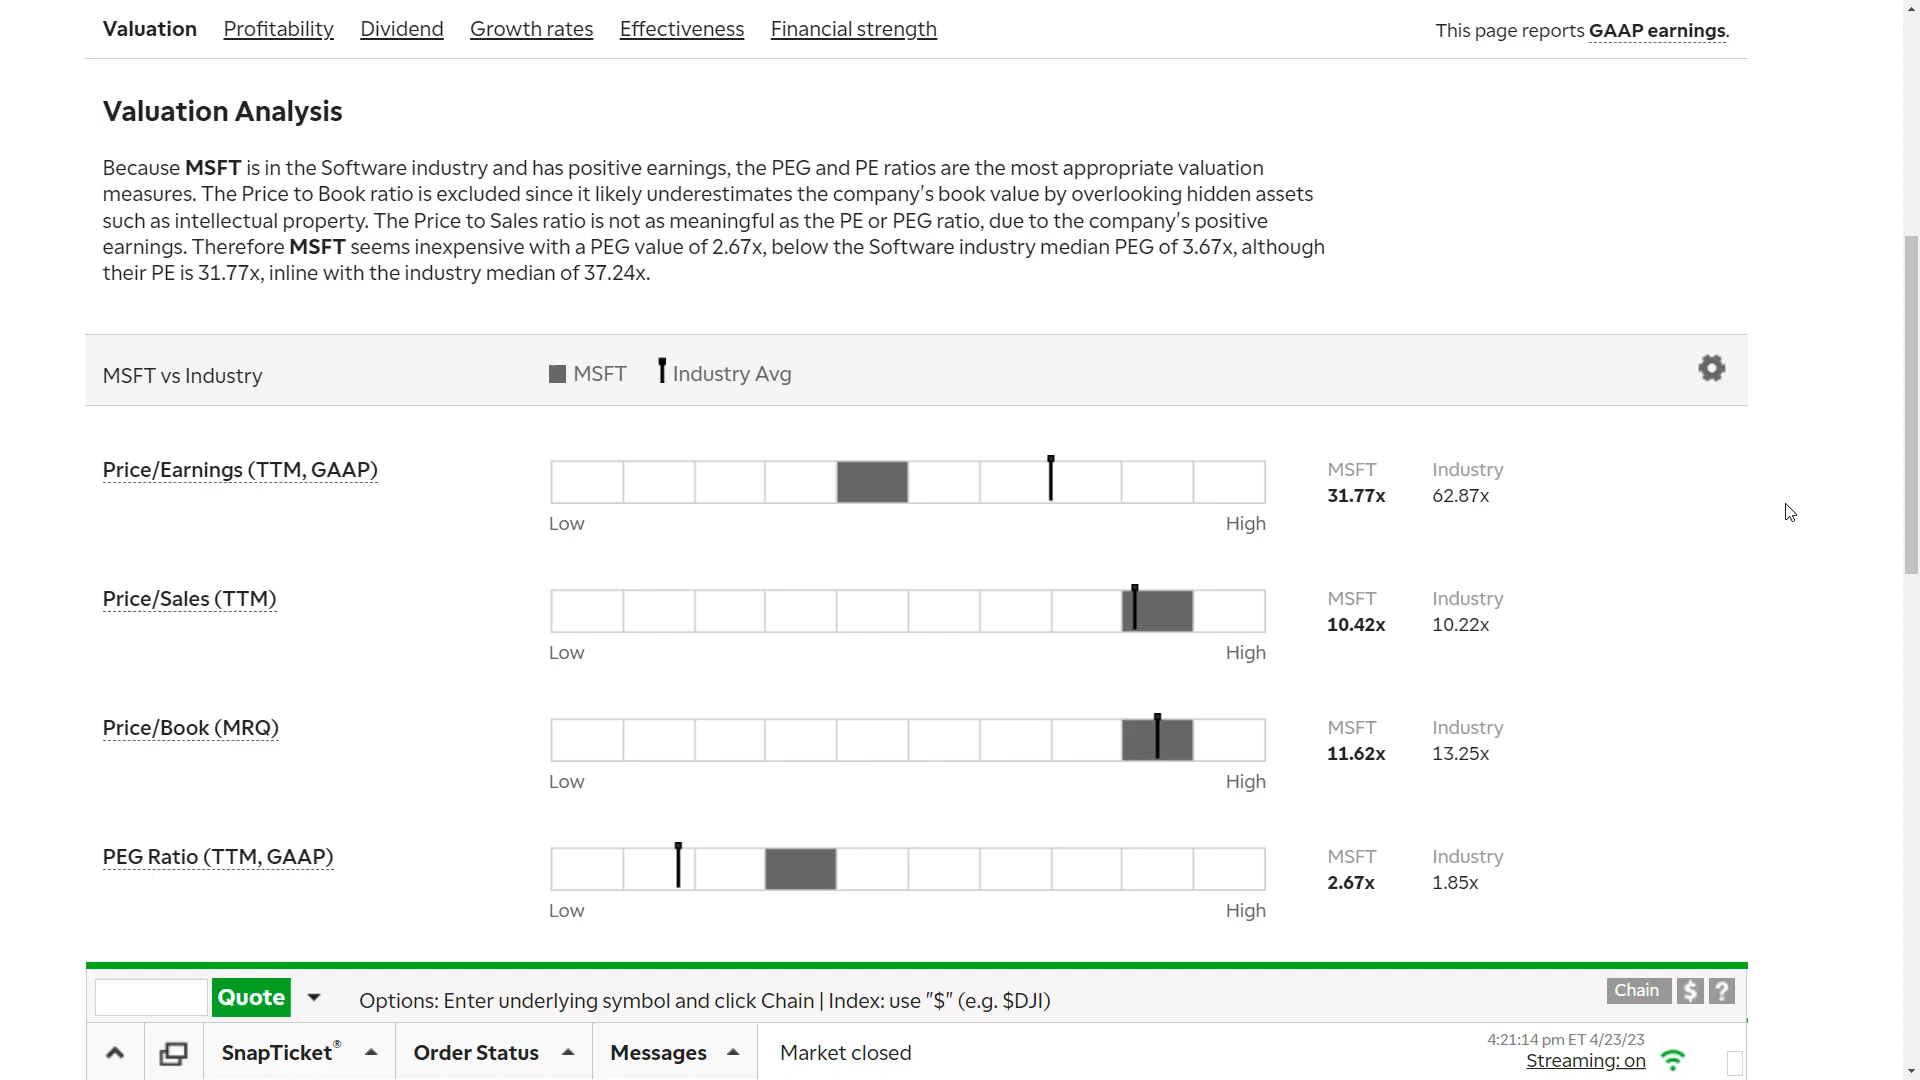 Valuation Profitability Dividend Growth rates Effectiveness Financial strength This page reports GAAP earnings.
Valuation Analysis
Because MSFT is in the Software industry and has positive earnings, the PEG and PE ratios are the most appropriate valuation
measures. The Price to Book ratio is excluded since it likely underestimates the company's book value by overlooking hidden assets
such as intellectual property. The Price to Sales ratio is not as meaningful as the PE or PEG ratio, due to the company's positive
earnings. Therefore MSFT seems inexpensive with a PEG value of 2.67x, below the Software industry median PEG of 3.67x, although
their PE is 31.77x, inline with the industry median of 37.24x.
MSFT vs Industry MSFT Industry Avg
Price/Earnings (TTM, GAAP) MSFT Industry
31.77x 62.87x
Low High
Price/Sales (TTM) MSFT Industry
10.42x 10.22x
Low High
Price/Book (MRQ) MSFT Industry
11.62x 13.25x
Low High
PEG Ratio (TTM, GAAP) MSFT Industry
2.67x 1.85x
Low High
Quote Options: Enter underlying symbol and click Chain | Index: use "$" (e.g. $DJI) Chain $ ?
SnapTicket® Order Status Messages Market closed
4:21:14 pm ET 4/23/23
Streaming: on